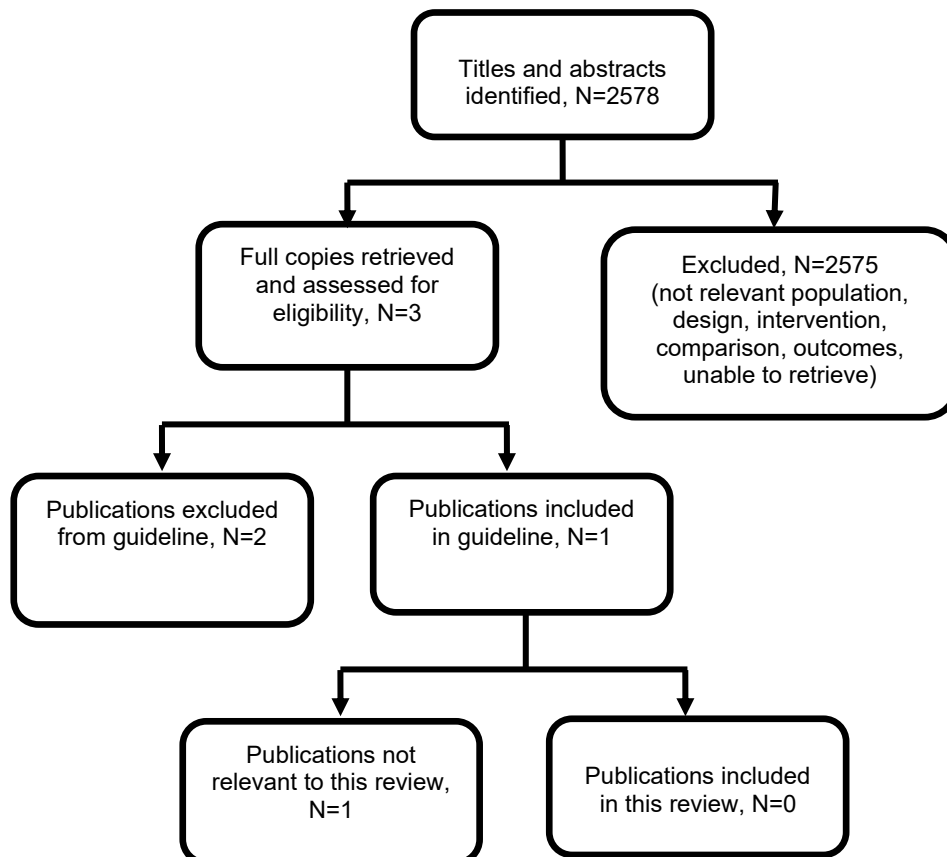 Titles and abstracts
identified, N=2578
Full copies retrieved
and assessed for
eligibility, N=3
Excluded, N=2575
(not relevant population,
design, intervention,
comparison, outcomes,
unable to retrieve)
Publications excluded
from guideline, N=2
Publications included
in guideline, N=1
Publications not
relevant to this review,
N=1
Publications included
in this review, N=0